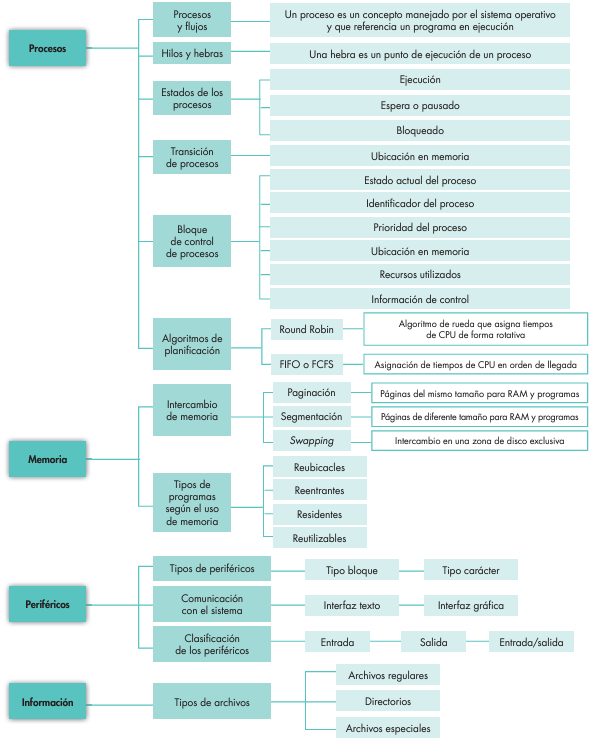 Procesos
Procesos
y flujos
Un proceso es un concepto manejado por el sistema operativo
y que referencia un programa en ejecución
Hilos y hebras
Una hebra es un punto de ejecución de un proceso
Estados de los
procesos
Ejecución
Espera o pausado
Bloqueado
Transición
de procesos
Ubicación en memoria
Bloque
de control
de procesos
Estado actual del proceso
Identificador del proceso
Prioridad del proceso
Ubicación en memoria
Recursos utilizados
Información de control
Algoritmos de
planificación
Round Robin
Algoritmo de rueda que asigna tiempos
de CPU de forma rotativa
FIFO o FCFS
Asignación de tiempos de CPU en orden de llegada
Memoria
Intercambio
de memoria
Paginación
Páginas del mismo tamaño para RAM y programas
Segmentación
Páginas de diferente tamaño para RAM y programas
Swapping
Intercambio en una zona de disco exclusiva
Tipos de
programas
según el uso
de memoria
Reubicacles
Reentrantes
Residentes
Reutilizables
Periféricos
Tipos de periféricos
Tipo bloque
Tipo carácter
Comunicación
con el sistema
Interfaz texto
Interfaz gráfica
Clasificación
de los periféricos
Entrada
Salida
Entrada/salida
Información
Tipos de archivos
Archivos regulares
Directorios
Archivos especiales